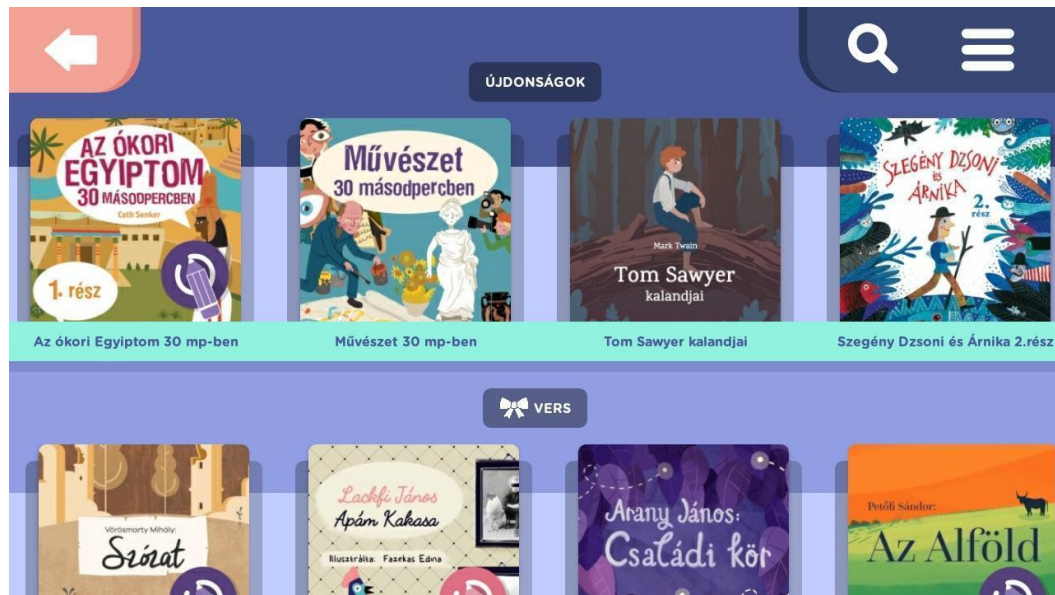 ÚJDONSÁGOK
AZ ÓKORI
EGYIPTOM
30 MÁSODPERCBEN
Cath Senker
1. rész
Művészet
30 másodpercben
Mark Twain
Tom Sawyer
kalandjai
SZEGÉNY DZSONI
és
ÁRNIKA
2.
rész
Az ókori Egyiptom 30 mp-ben
Művészet 30 mp-ben
Tom Sawyer kalandjai
Szegény Dzsoni és Árnika 2.rész
VERS
Vörösmarty Mihály:
Szózat
Lackfi János
Apám Kakasa
Illusztrálta: Fazekas Edina
Arany János:
Családi kör
Petőfi Sándor:
Az Alföld